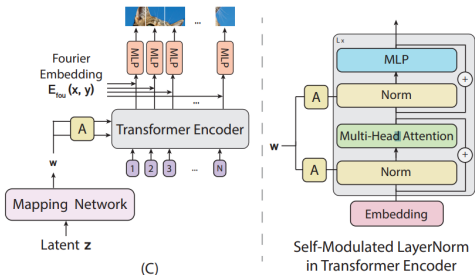 ...
MLP
MLP
MLP
MLP
Fourier
Embedding
E_fou (x, y)
...
A
Transformer Encoder
w
1
2
3
...
N
Mapping Network
Latent z
(C)
Lx
MLP
+
A
Norm
Multi-Head Attention
w
+
A
Norm
Embedding
Self-Modulated LayerNorm
in Transformer Encoder